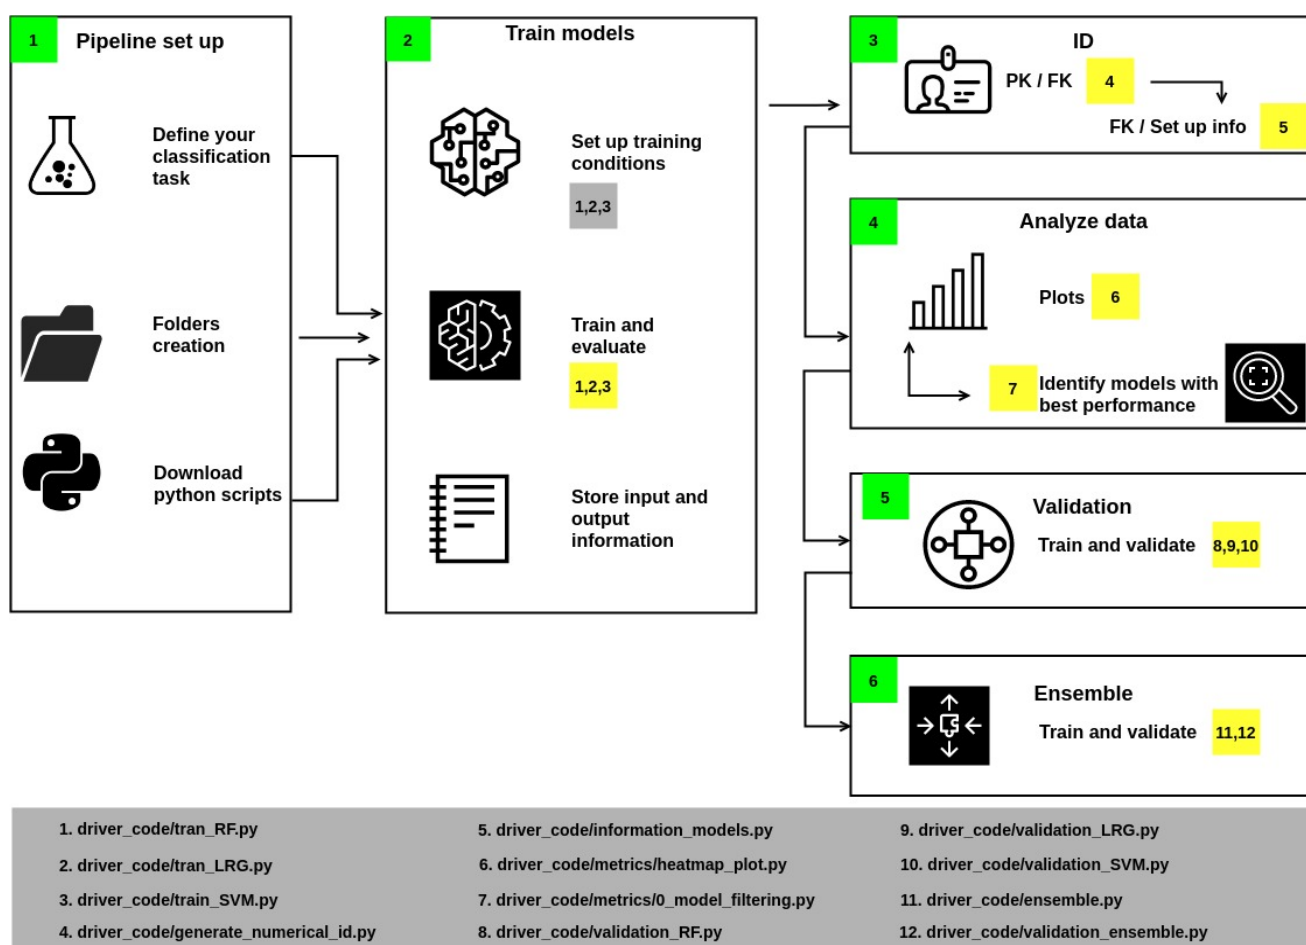 1
Pipeline set up
Define your
classification
task
Folders
creation
Download
python scripts
2
Train models
Set up training
conditions
1,2,3
Train and
evaluate
1,2,3
Store input and
output
information
3
ID
PK / FK
4
FK / Set up info
5
4
Analyze data
Plots
6
7
Identify models with
best performance
5
Validation
Train and validate
8,9,10
6
Ensemble
Train and validate
11,12
1. driver_code/tran_RF.py
2. driver_code/tran_LRG.py
3. driver_code/train_SVM.py
4. driver_code/generate_numerical_id.py
5. driver_code/information_models.py
6. driver_code/metrics/heatmap_plot.py
7. driver_code/metrics/0_model_filtering.py
8. driver_code/validation_RF.py
9. driver_code/validation_LRG.py
10. driver_code/validation_SVM.py
11. driver_code/ensemble.py
12. driver_code/validation_ensemble.py